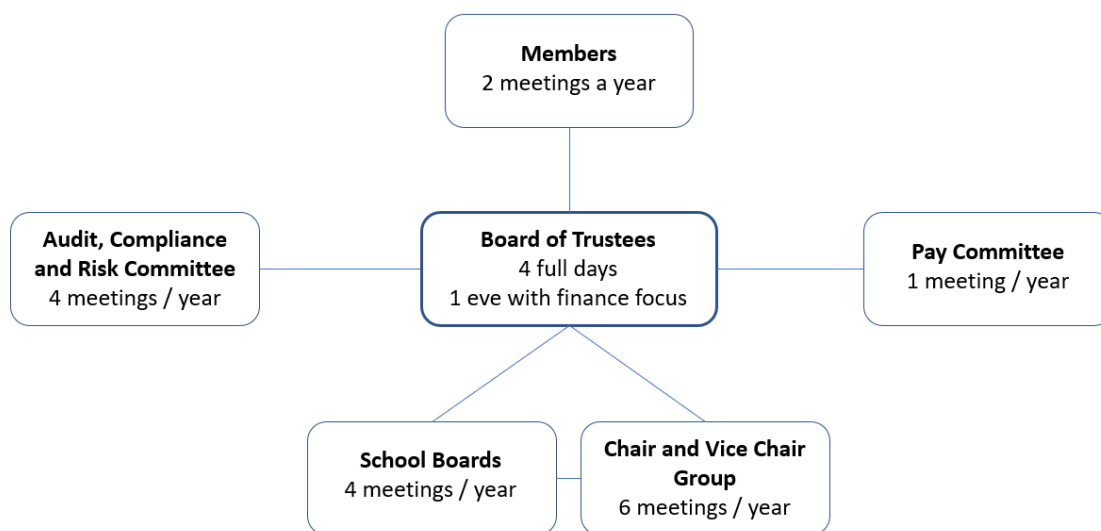 Members
2 meetings a year
Audit, Compliance
and Risk Committee
4 meetings / year
Board of Trustees
4 full days
1 eve with finance focus
Pay Committee
1 meeting / year
School Boards
4 meetings / year
Chair and Vice Chair
Group
6 meetings / year